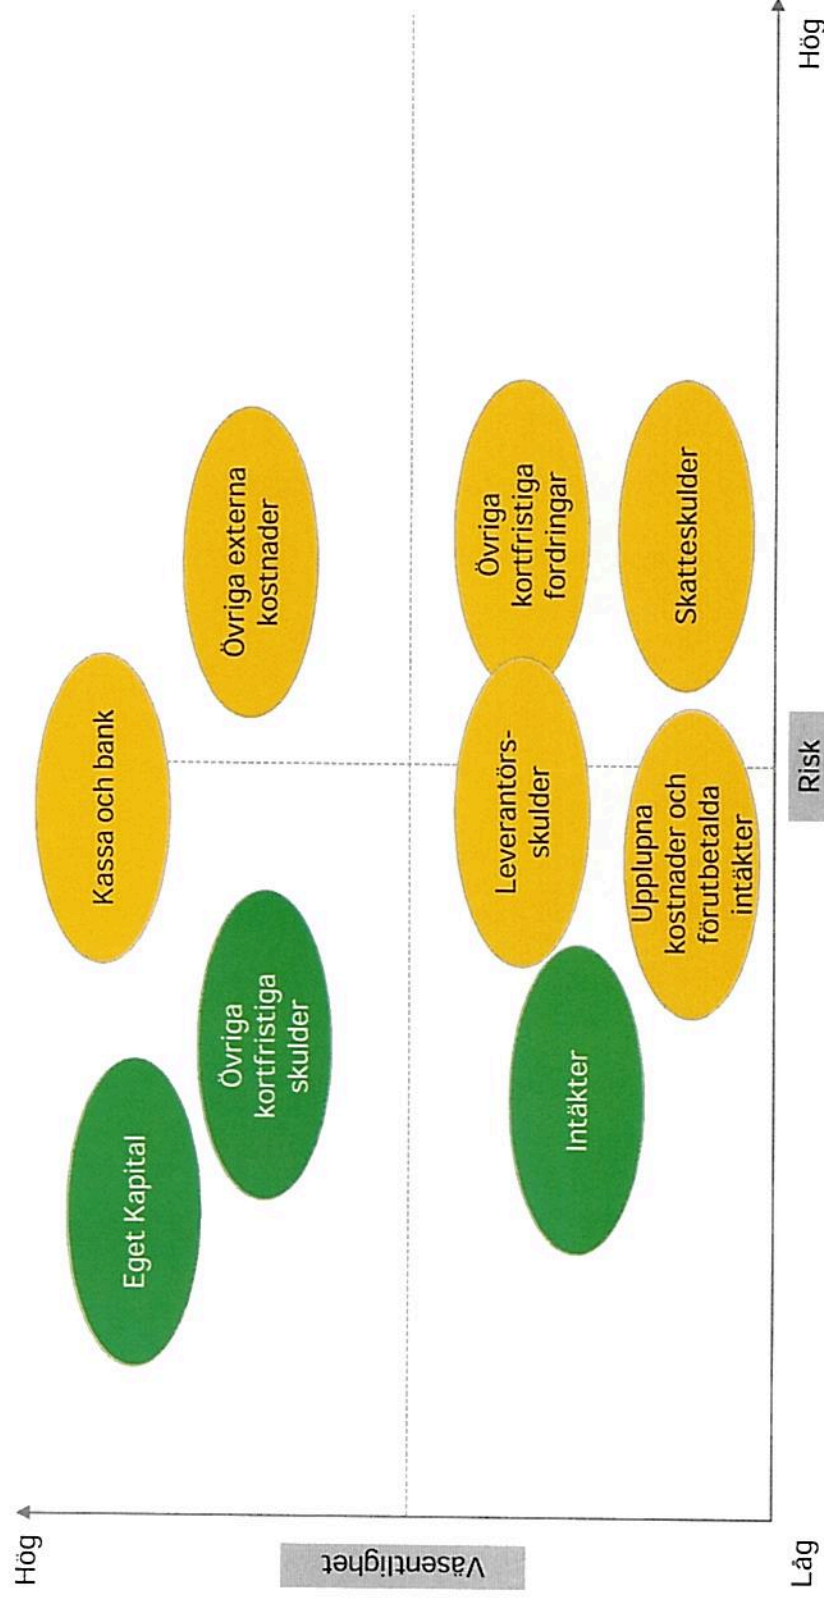 Hög
Kassa och bank
Eget Kapital
Övriga externa
kostnader
Övriga
kortfristiga
skulder
Väsentlighet
Övriga
kortfristiga
fordringar
Leverantörs-
skulder
Intäkter
Skatteskulder
Upplupna
kostnader och
förutbetalda
intäkter
Låg
Risk
Hög